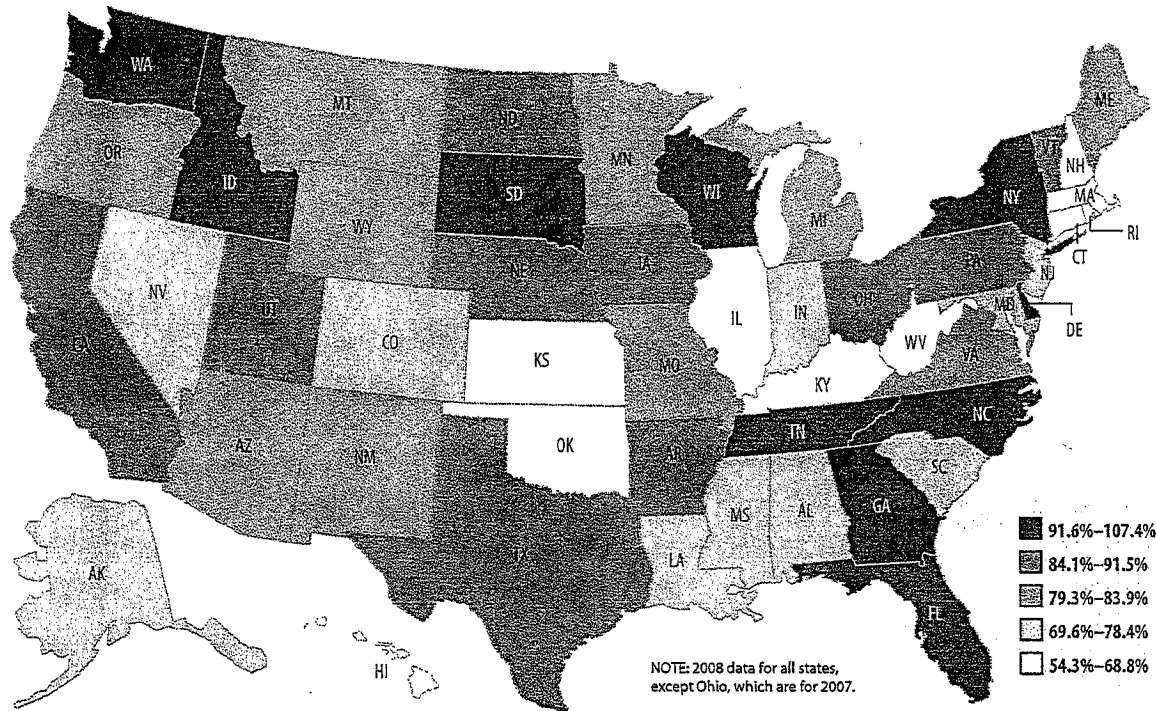 WA
MT
ND
ME
OR
MN
VT
NH
ID
SD
WI
NY
MA
WY
MI
RI
CT
NE
IA
PA
NJ
NV
UT
OH
MD
IL
IN
DE
CA
CO
WV
KS
MO
VA
KY
NC
TN
AZ
OK
NM
AR
SC
MS
AL
GA
TX
LA
AK
FL
HI
91.6%–107.4%
84.1%–91.5%
79.3%–83.9%
69.6%–78.4%
54.3%–68.8%
NOTE: 2008 data for all states,
except Ohio, which are for 2007.